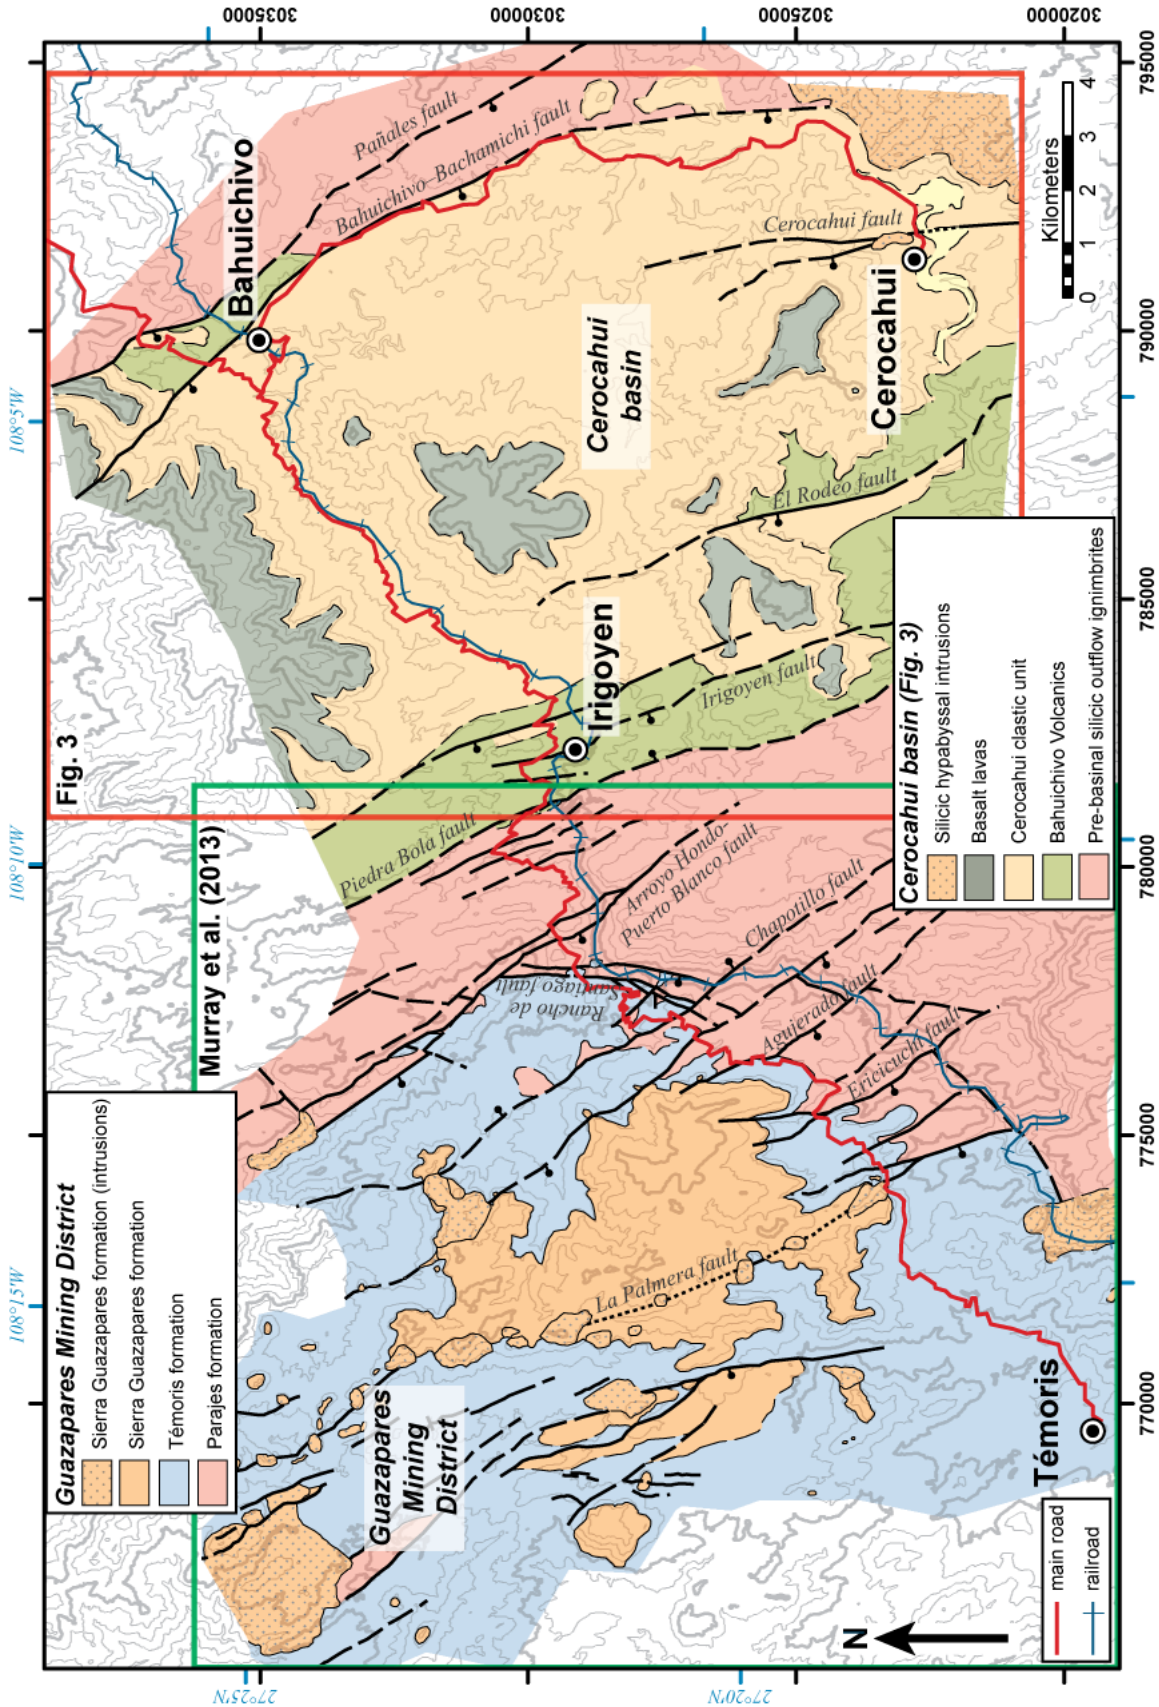 108°15'W
108°10'W
108°5'W
Guazapares Mining District
Sierra Guazapares formation (intrusions)
Sierra Guazapares formation
Témoris formation
Parajes formation
Fig. 3
Murray et al. (2013)
27°25'N
27°20'N
3035000
3030000
3025000
3020000
Bahuichivo
Pañales fault
Bahuichivo–Bachamichi fault
Piedra Bola fault
Guazapares
Mining
District
Rancho de
Santiago fault
Irigoyen
Cerocahui
basin
Arroyo Hondo-
Puerto Blanco fault
La Palmera fault
Chapotillo fault
Agujerado fault
Ericicuchi fault
Irigoyen fault
El Rodeo fault
Cerocahui fault
Cerocahui
Cerocahui basin (Fig. 3)
Silicic hypabyssal intrusions
Basalt lavas
Cerocahui clastic unit
Bahuichivo Volcanics
Pre-basinal silicic outflow ignimbrites
N
Témoris
main road
railroad
Kilometers
0 1 2 3 4
770000
775000
780000
785000
790000
795000